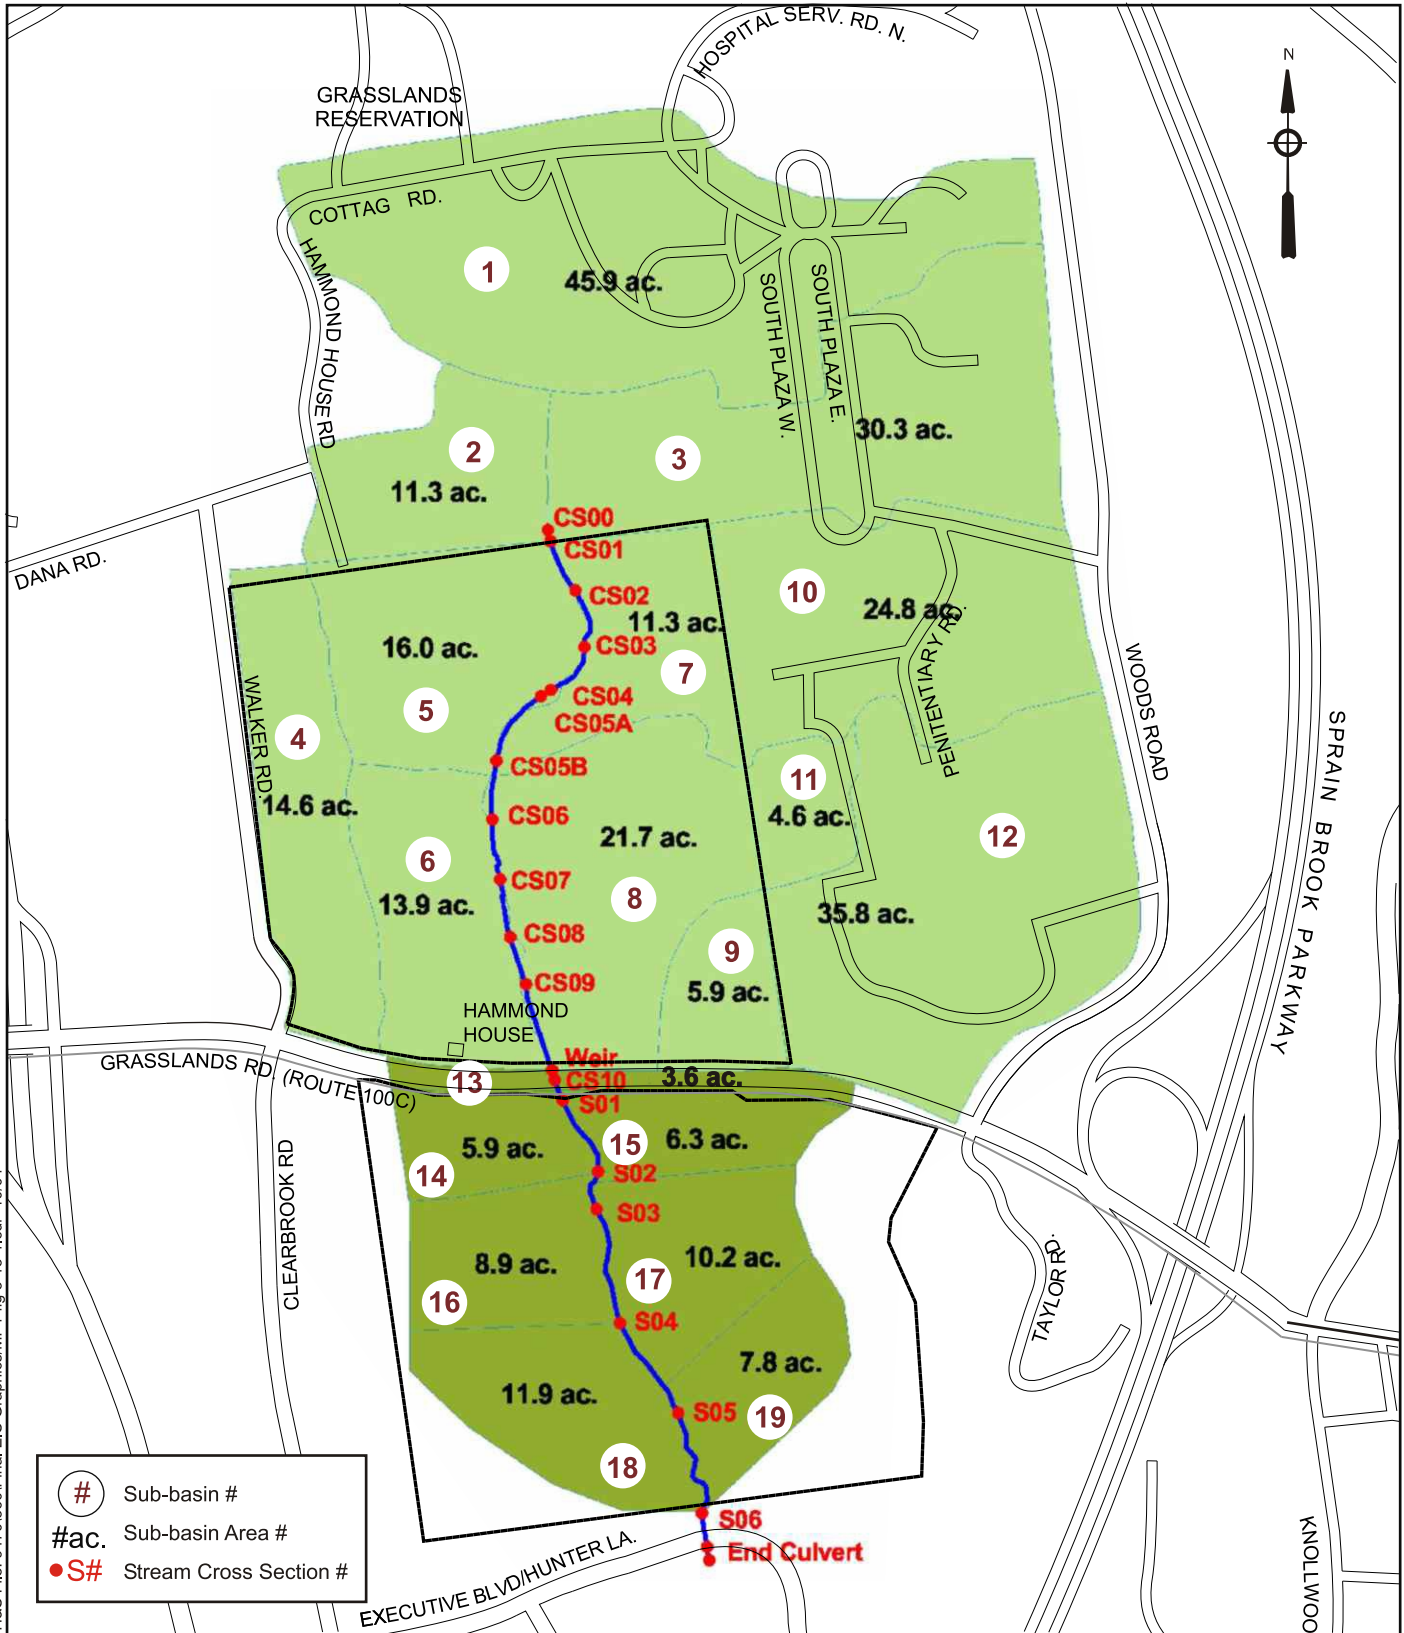 HOSPITAL SERV. RD. N.
N
GRASSLANDS
RESERVATION
COTTAG RD.
HAMMOND HOUSE RD
1
45.9 ac.
SOUTH PLAZA W.
SOUTH PLAZA E.
30.3 ac.
2
3
11.3 ac.
CS00
CS01
DANA RD.
CS02
10
24.8 ac.
11.3 ac.
16.0 ac.
CS03
7
PENITENTIARY RD.
WOODS ROAD
WALKER RD.
CS04
5
CS05A
4
SPRAIN BROOK PARKWAY
CS05B
11
14.6 ac.
CS06
4.6 ac.
21.7 ac.
12
6
CS07
8
13.9 ac.
35.8 ac.
CS08
9
CS09
5.9 ac.
HAMMOND
HOUSE
Weir
GRASSLANDS RD. (ROUTE 100C)
13
CS10
3.6 ac.
S01
5.9 ac.
15
6.3 ac.
14
S02
CLEARBROOK RD
S03
8.9 ac.
10.2 ac.
17
TAYLOR RD.
16
S04
7.8 ac.
11.9 ac.
S05
19
18
S06
End Culvert
EXECUTIVE BLVD/HUNTER LA.
KNOLLWOO
# Sub-basin #
#ac. Sub-basin Area #
S# Stream Cross Section #